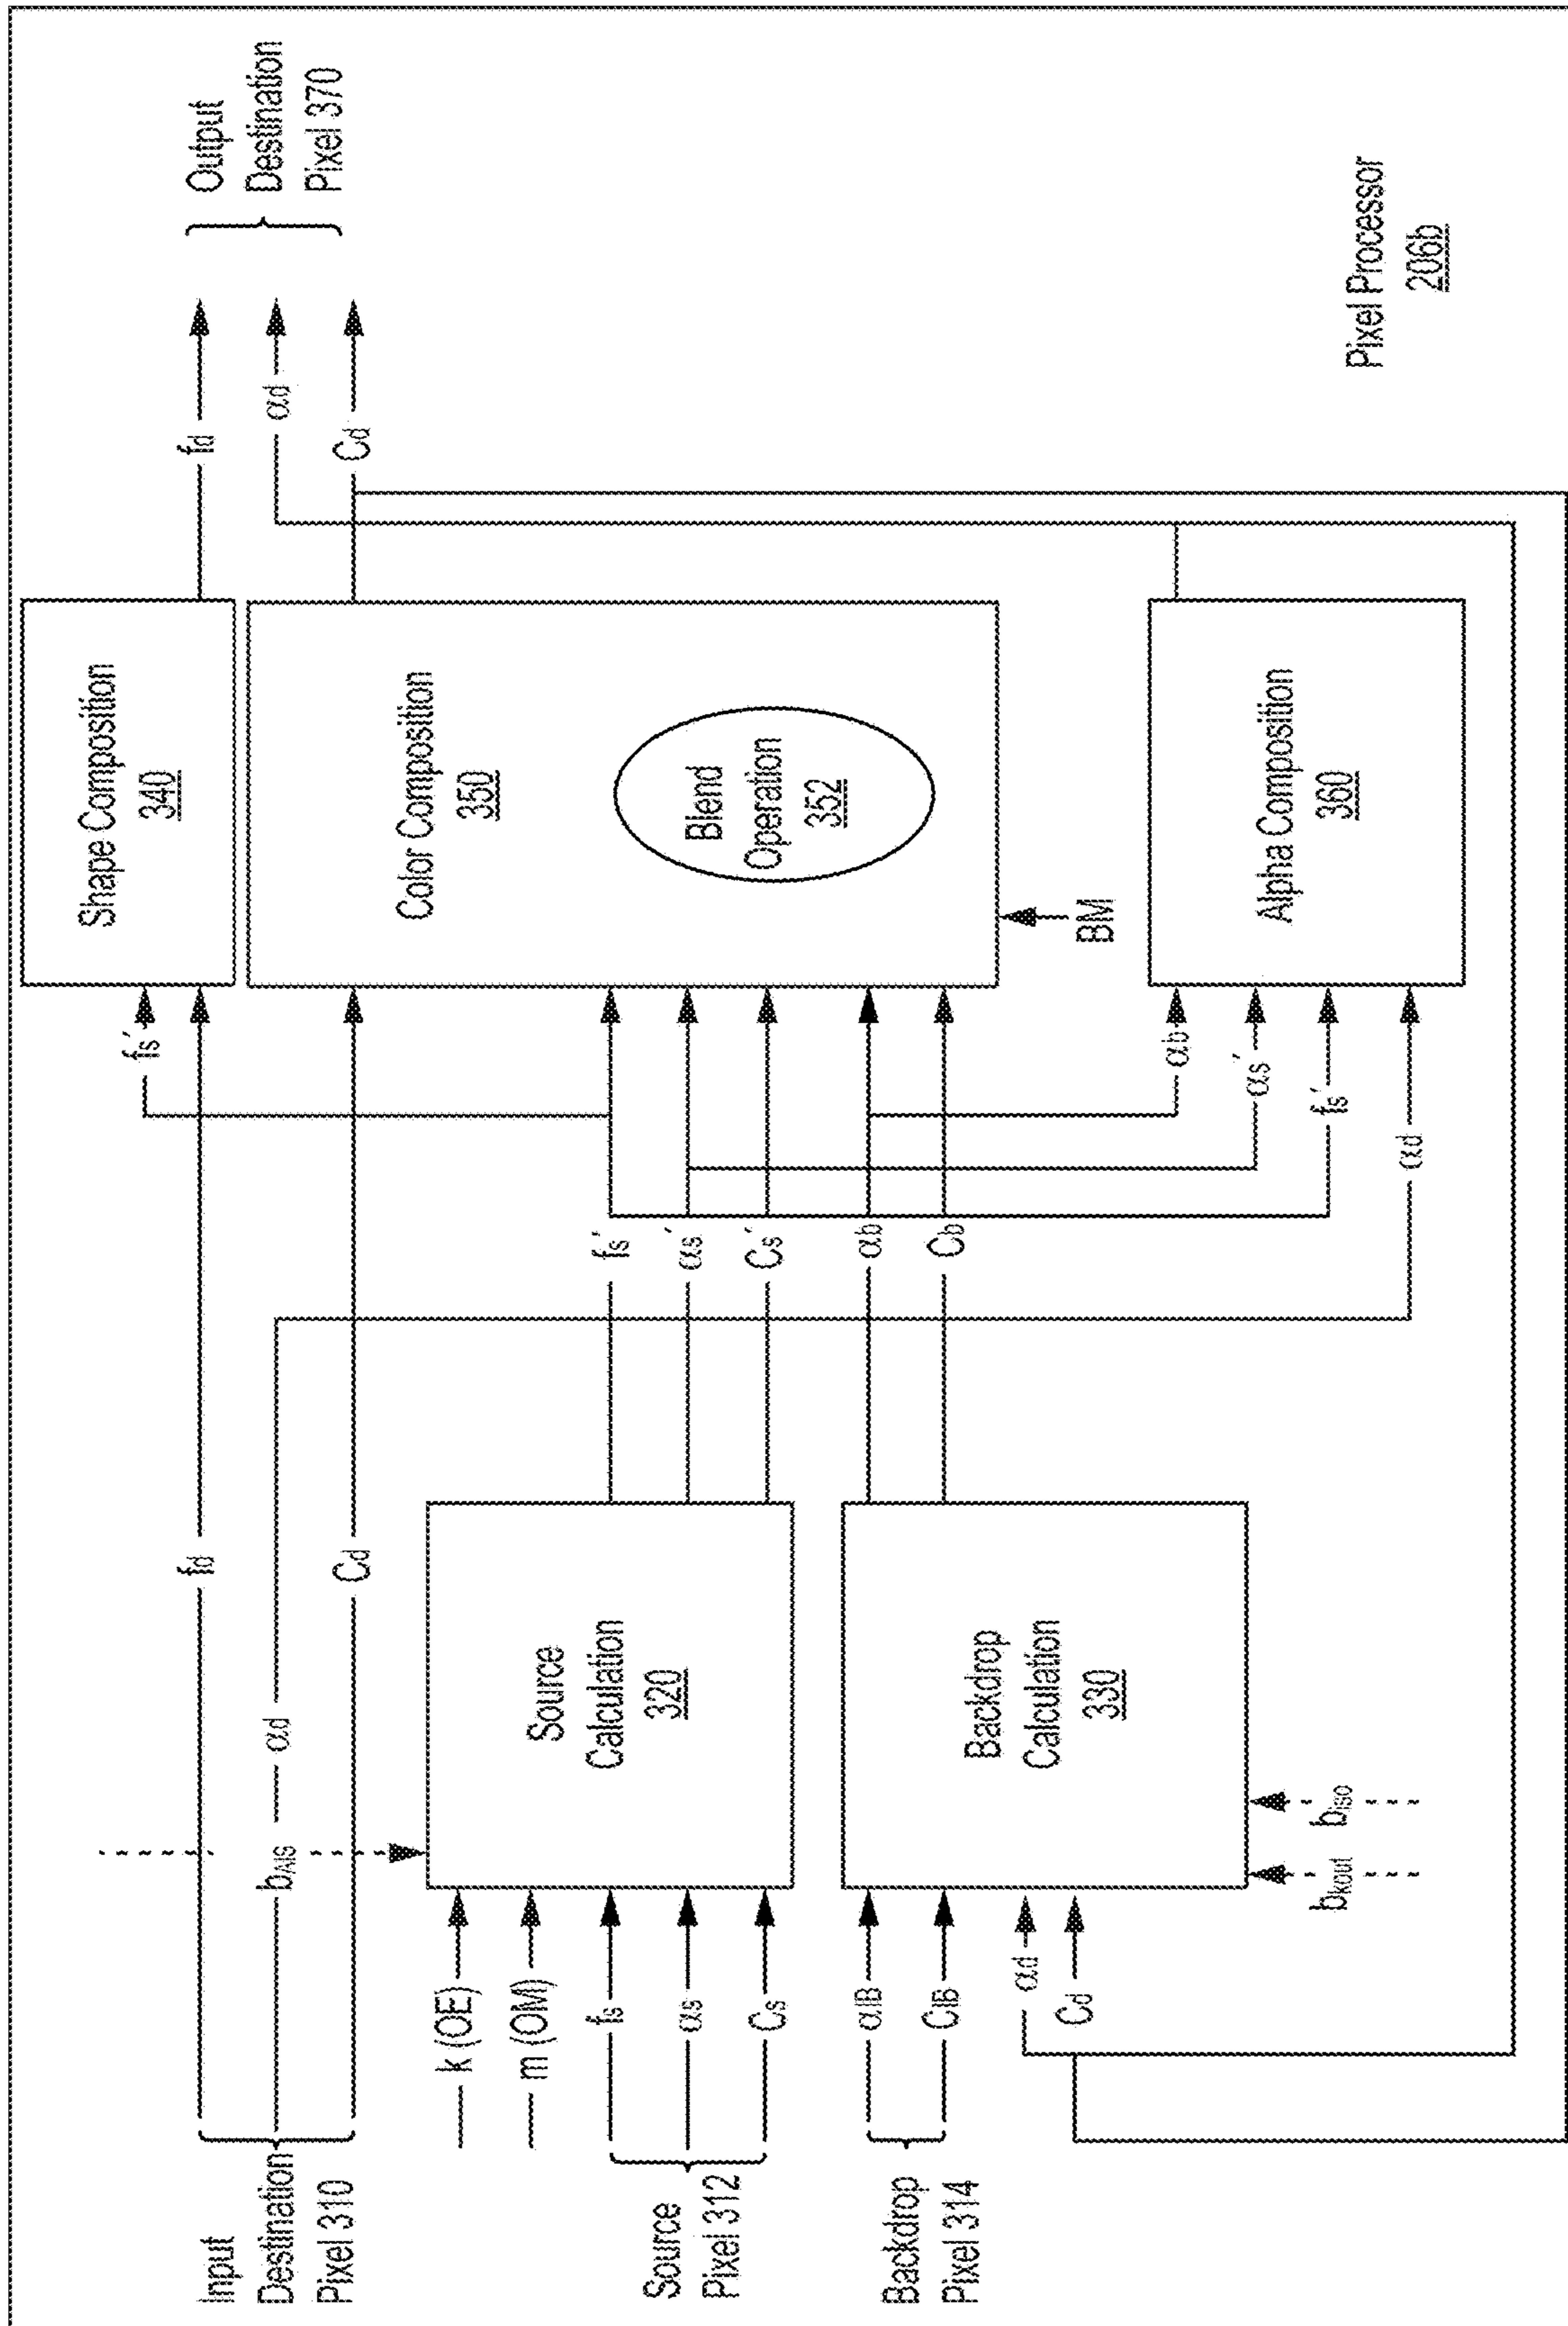 Input
Destination
Pixel 310
Source
Pixel 312
Backdrop
Pixel 314
fd
αd
Cd
bAIS
k (OE)
m (OM)
fs
αs
Cs
αIB
CIB
αd
Cd
Source
Calculation
320
Backdrop
Calculation
330
bkout
biso
fs′
αs′
Cs′
αb
Cb
fs′
αb
αs′
fs′
αd
Shape Composition
340
Color Composition
350
Blend
Operation
352
BM
Alpha Composition
360
fd
αd
Cd
Output
Destination
Pixel 370
Pixel Processor
206b